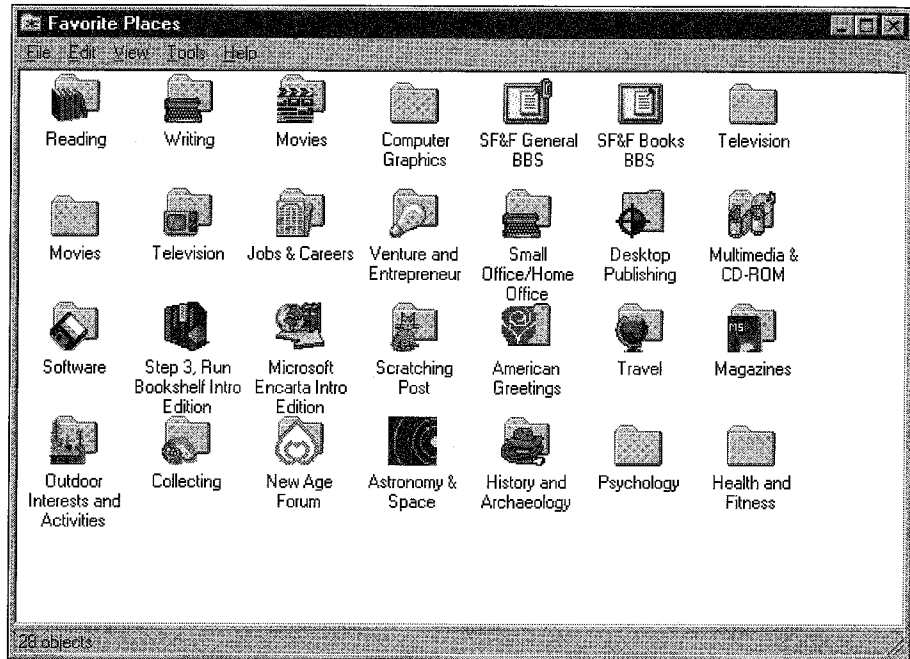 Favorite Places
File Edit View Tools Help
Reading Writing Movies Computer Graphics SF&F General BBS SF&F Books BBS Television
Movies Television Jobs & Careers Venture and Entrepreneur Small Office/Home Office Desktop Publishing Multimedia & CD-ROM
Software Step 3, Run Bookshelf Intro Edition Microsoft Encarta Intro Edition Scratching Post American Greetings Travel MS Magazines
Outdoor Interests and Activities Collecting New Age Forum Astronomy & Space History and Archaeology Psychology Health and Fitness
28 objects